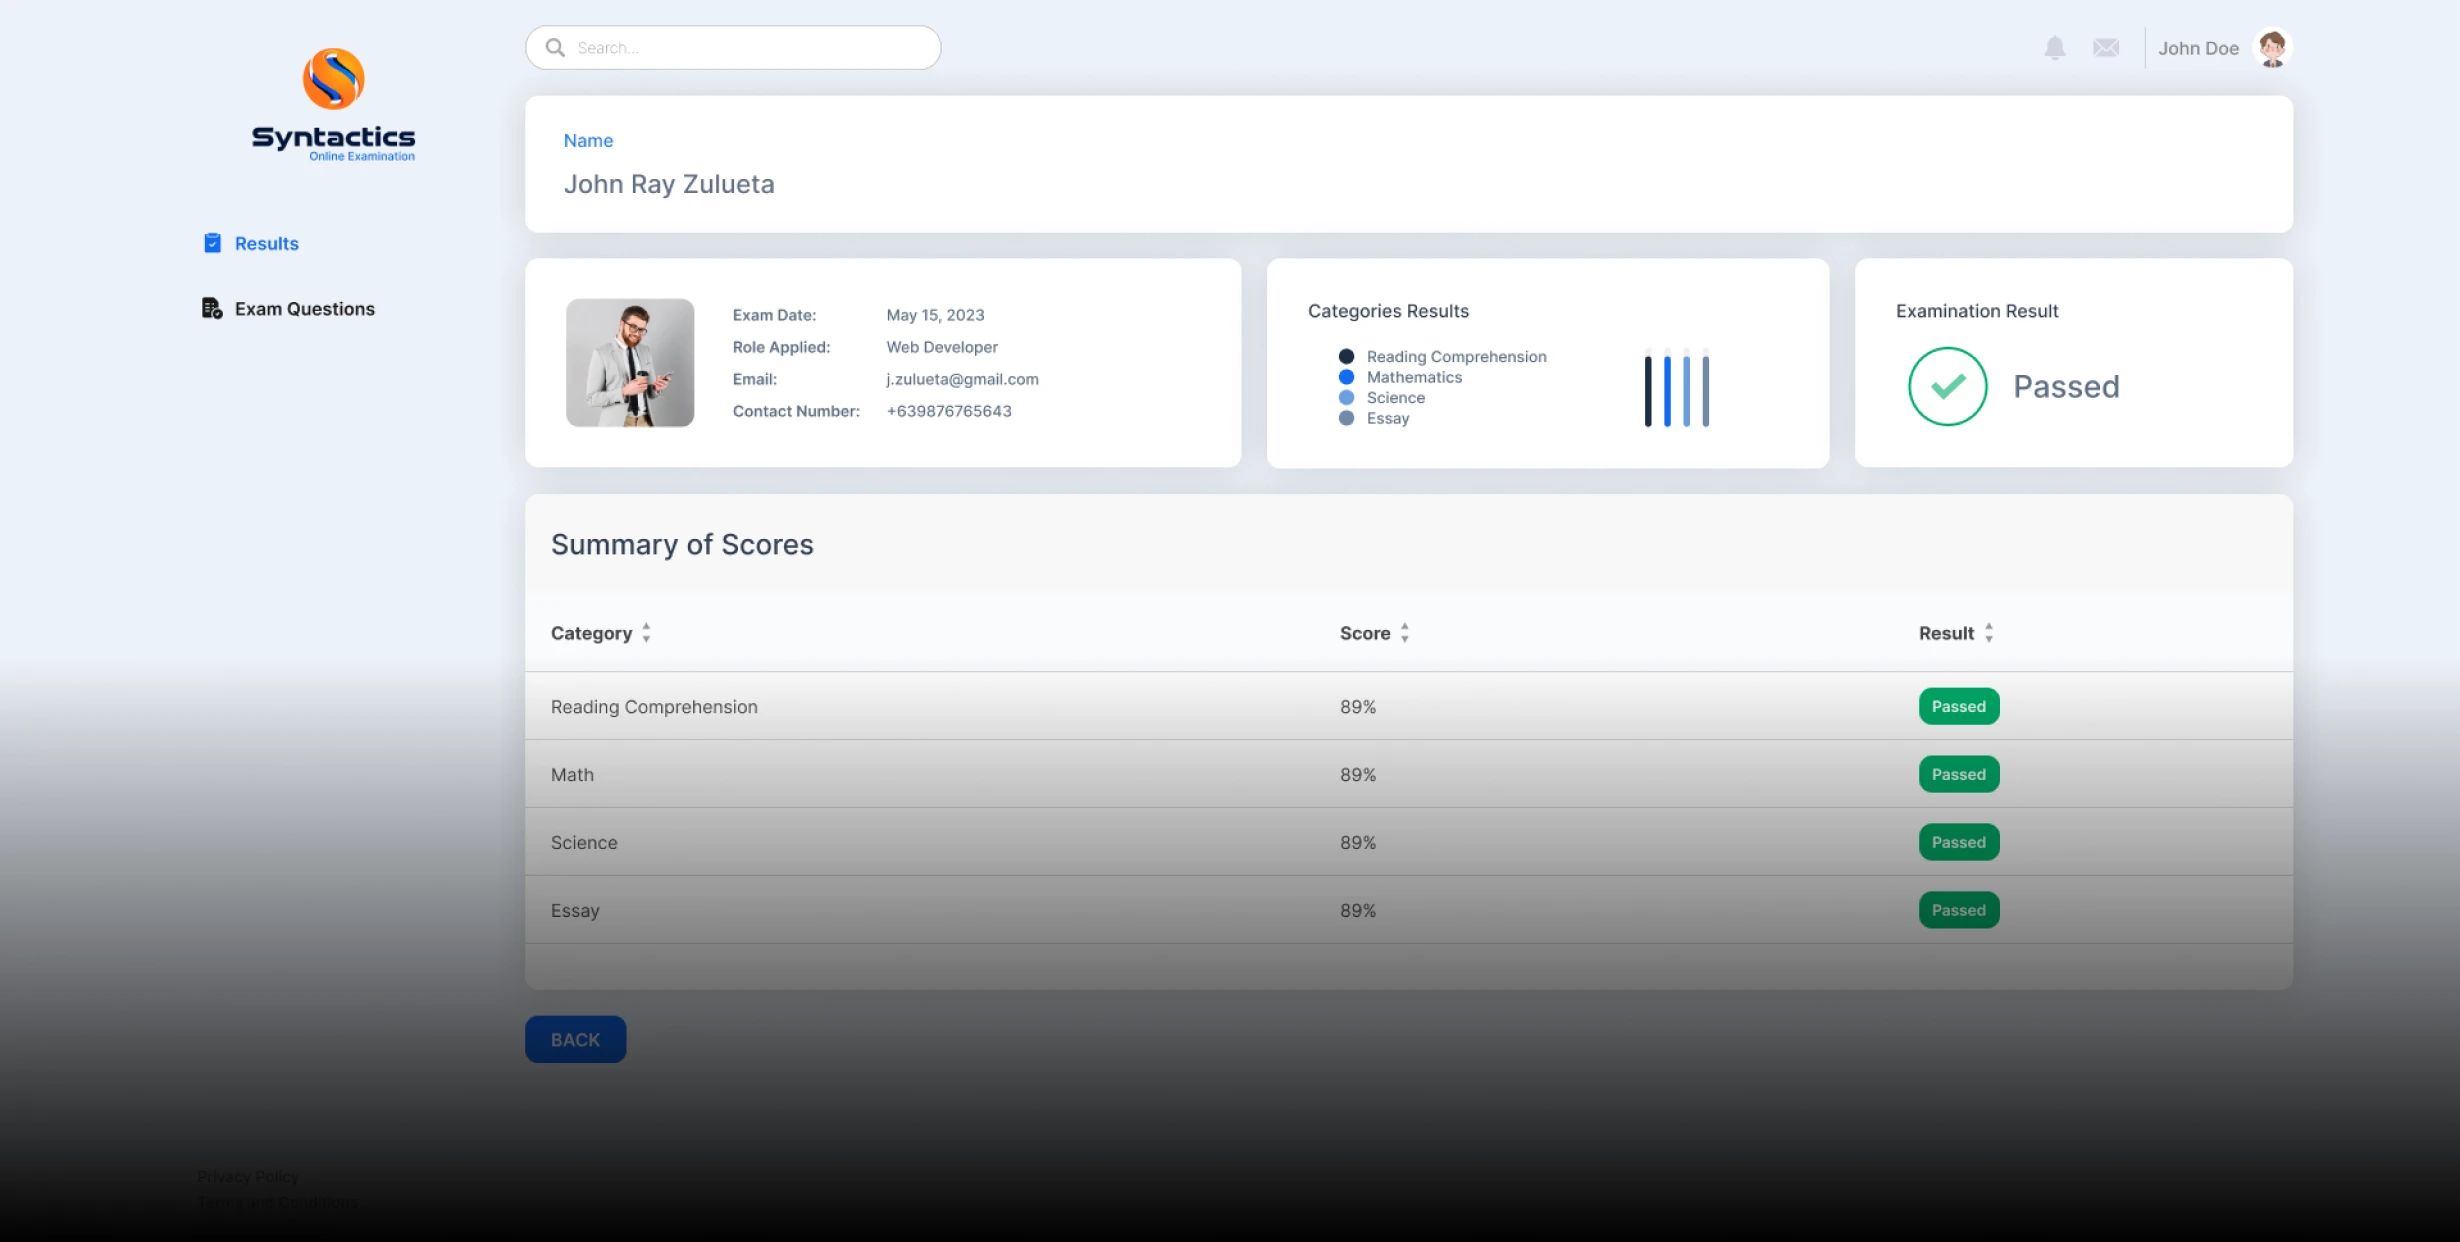 Syntactics
Online Examination
Results
Exam Questions
Search...
John Doe
Name
John Ray Zulueta
Exam Date: May 15, 2023
Role Applied: Web Developer
Email: j.zulueta@gmail.com
Contact Number: +639876765643
Categories Results
Reading Comprehension
Mathematics
Science
Essay
Examination Result
Passed
Summary of Scores
Category Score Result
Reading Comprehension 89% Passed
Math 89% Passed
Science 89% Passed
Essay 89% Passed
BACK
Privacy Policy
Terms and Conditions